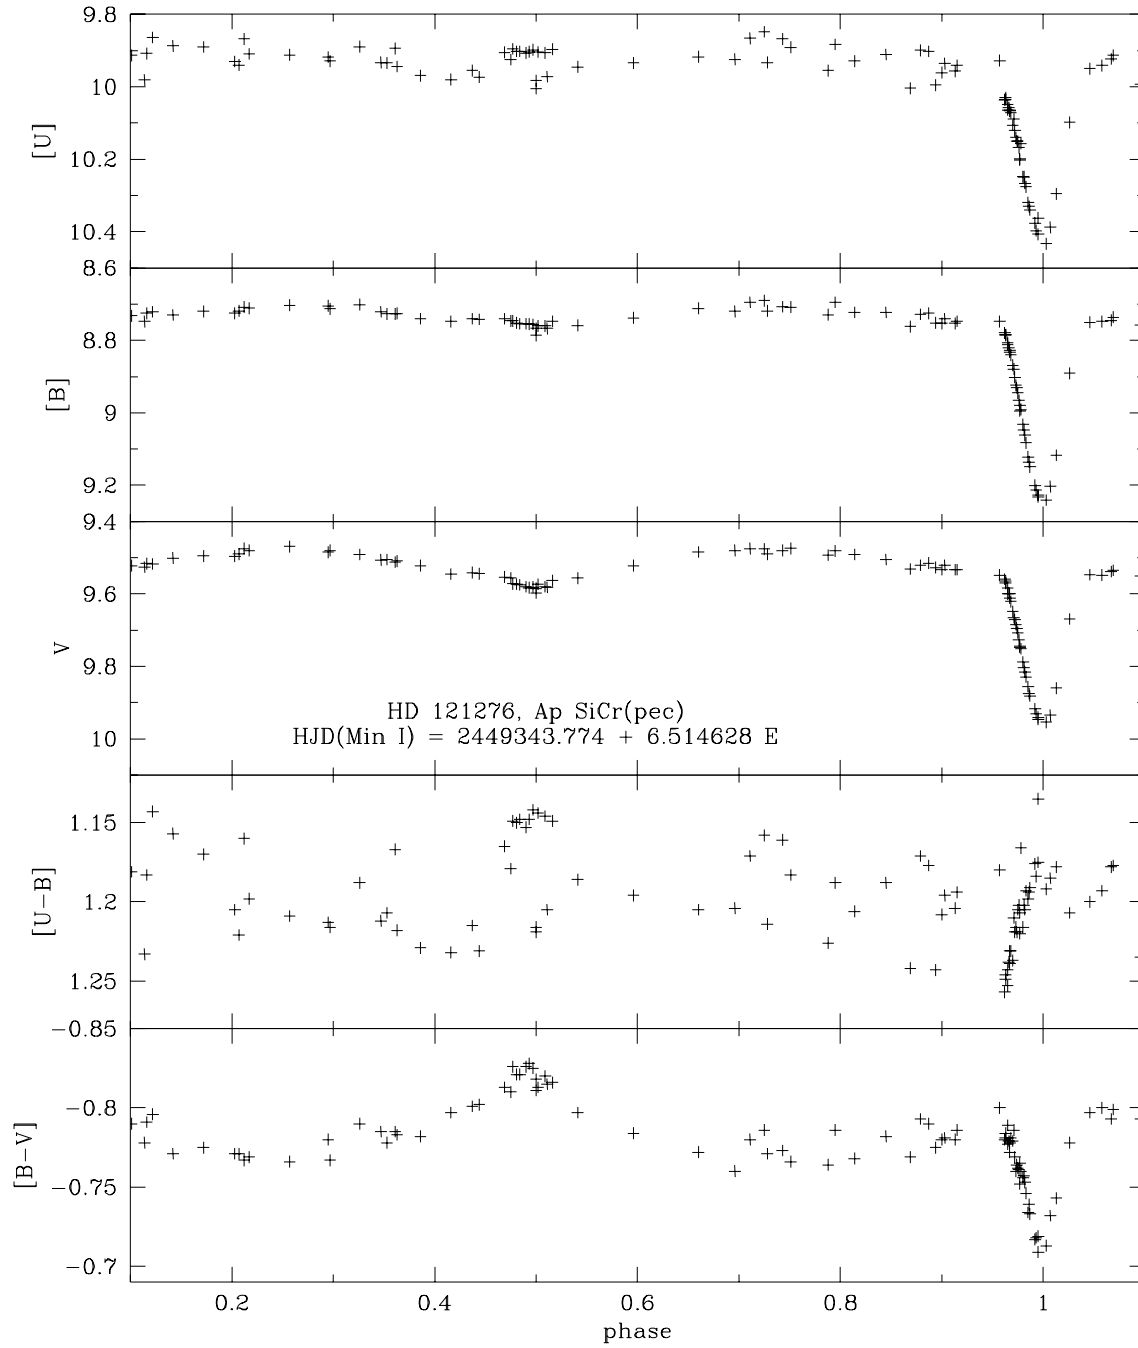 9.8
10
10.2
10.4
[U]
8.6
8.8
9
9.2
[B]
9.4
9.6
9.8
10
V
HD 121276, Ap SiCr(pec)
HJD(Min I) = 2449343.774 + 6.514628 E
1.15
1.2
1.25
[U−B]
−0.85
−0.8
−0.75
−0.7
[B−V]
0.2 0.4 0.6 0.8 1
phase